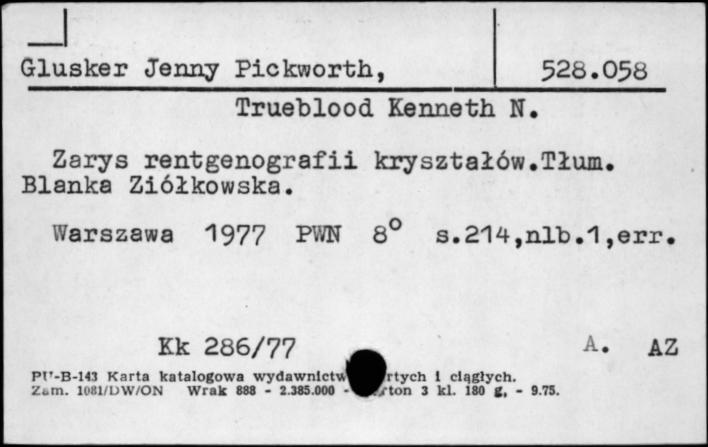 Glusker Jenny Pickworth, 528.058
Trueblood Kenneth N.
Zarys rentgenografii kryształów.Tłum.
Blanka Ziółkowska.
Warszawa 1977 PWN 8° s.214,nlb.1,err.
Kk 286/77 A. AZ
PU-B-143 Karta katalogowa wydawnictw rtych i ciągłych.
Zam. 1081/DW/ON Wrak 888 - 2.385.000 - ton 3 kl. 180 g, - 9.75.